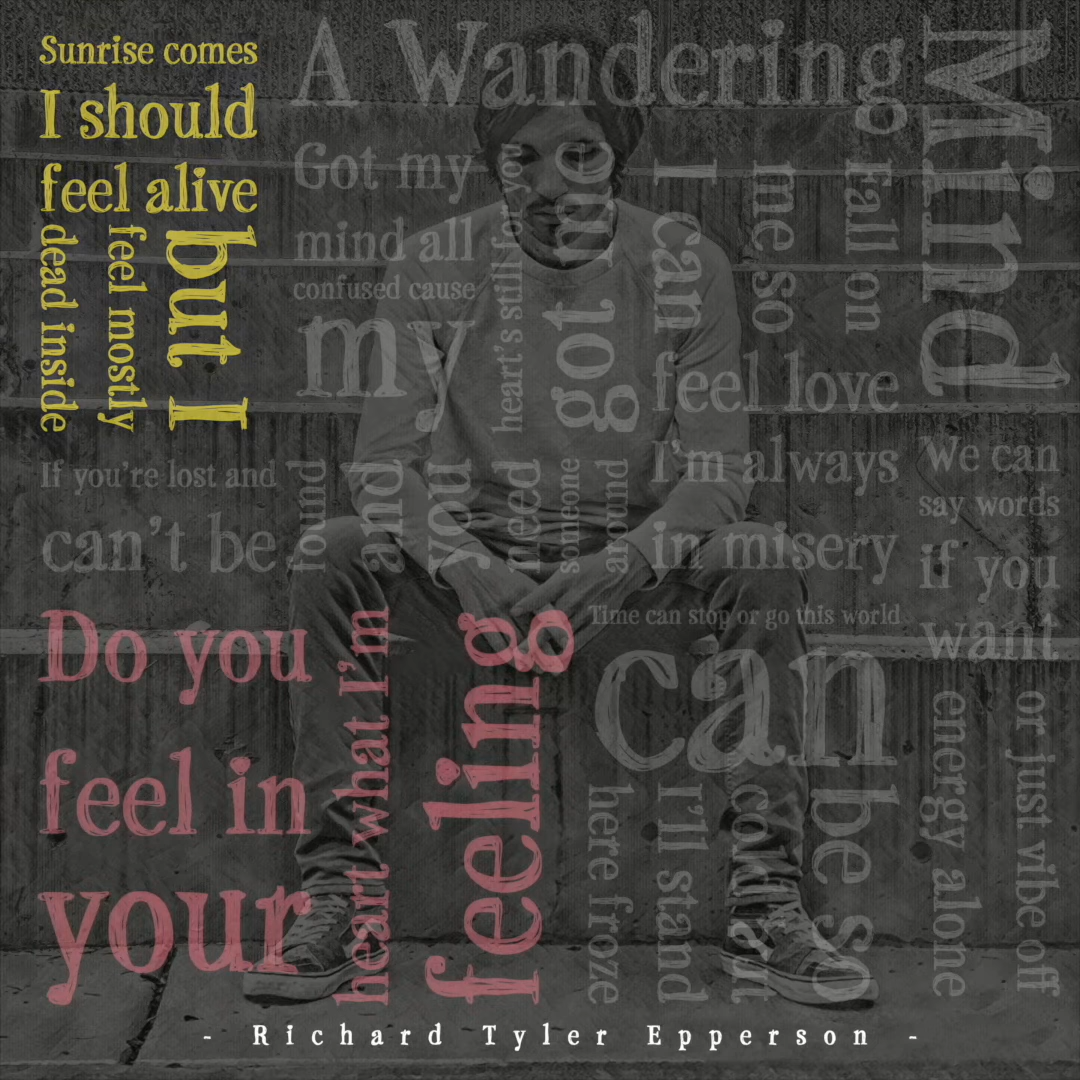 Sunrise comes
I should
feel alive
but I
feel mostly
dead inside
A Wandering
Mind
Got my
mind all
confused cause
my
heart's still for you
got me
I can
feel love
me so
Fall on
If you're lost and
can't be
found
and
you
need
someone
around
I'm always
in misery
We can
say words
if you
want
or just vibe off
energy alone
Do you
feel in
your
heart what I'm
feeling
Time can stop or go this world
can
be so
cold but
I'll stand
here froze
- Richard Tyler Epperson -